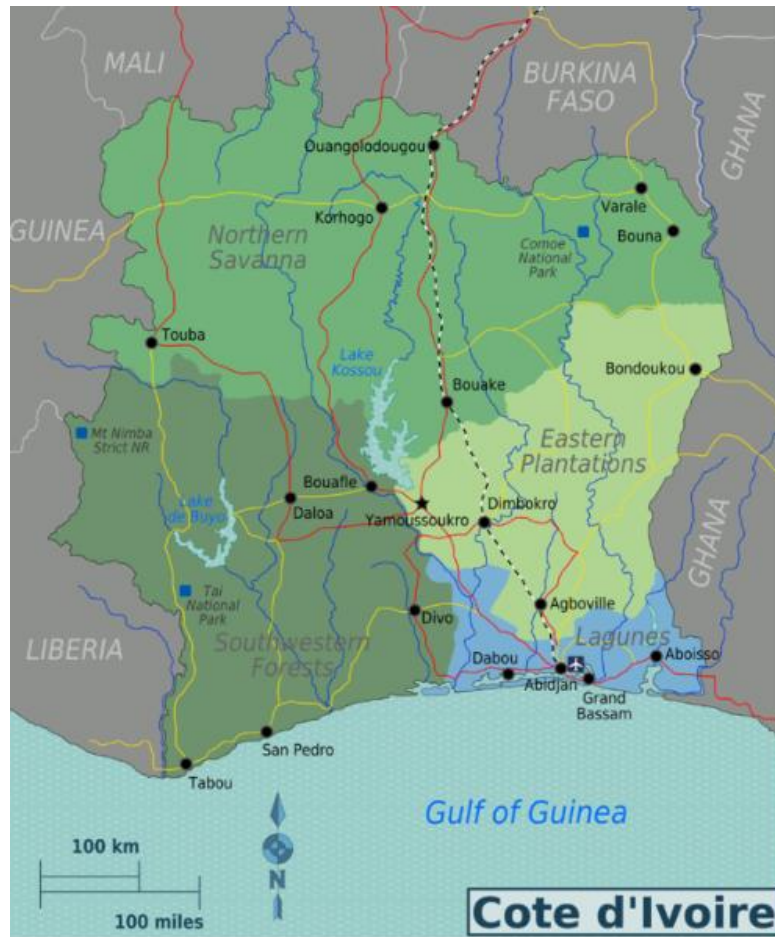 MALI
BURKINA
FASO
GHANA
Ouangolodougou
Varale
Korhogo
GUINEA
Northern
Savanna
Comoe
National
Park
Bouna
Touba
Lake
Kossou
Bondoukou
Bouake
Mt Nimba
Strict NR
Eastern
Plantations
Bouafle
Lake
de Buyo
Daloa
Yamoussoukro
Dimbokro
GHANA
Tai
National
Park
Agboville
Divo
LIBERIA
Southwestern
Forests
Lagunes
Dabou
Aboisso
Abidjan
Grand
Bassam
San Pedro
Tabou
Gulf of Guinea
100 km
N
100 miles
Cote d'Ivoire